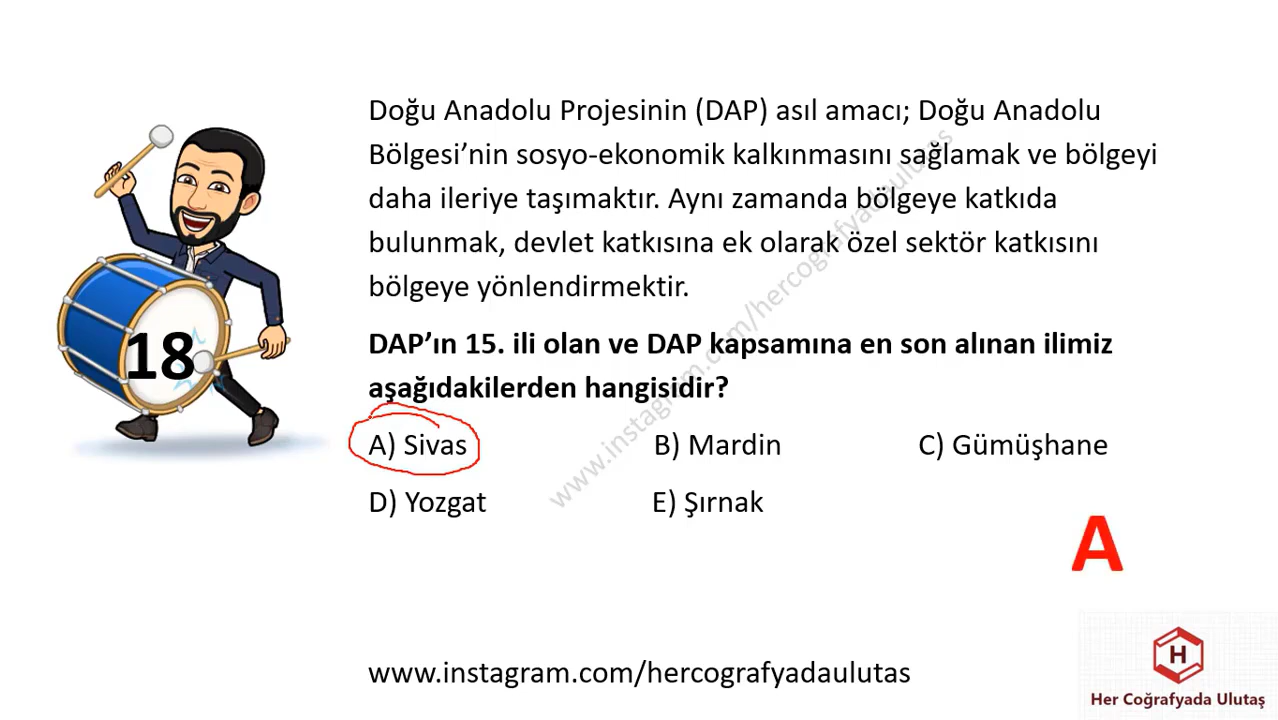 Doğu Anadolu Projesinin (DAP) asıl amacı; Doğu Anadolu
Bölgesi’nin sosyo-ekonomik kalkınmasını sağlamak ve bölgeyi
daha ileriye taşımaktır. Aynı zamanda bölgeye katkıda
bulunmak, devlet katkısına ek olarak özel sektör katkısını
bölgeye yönlendirmektir.
18
DAP’ın 15. ili olan ve DAP kapsamına en son alınan ilimiz
aşağıdakilerden hangisidir?
A) Sivas B) Mardin C) Gümüşhane
D) Yozgat E) Şırnak
A
www.instagram.com/hercografyadaulutas
www.instagram.com/hercografyadaulutas
H
Her Coğrafyada Ulutaş